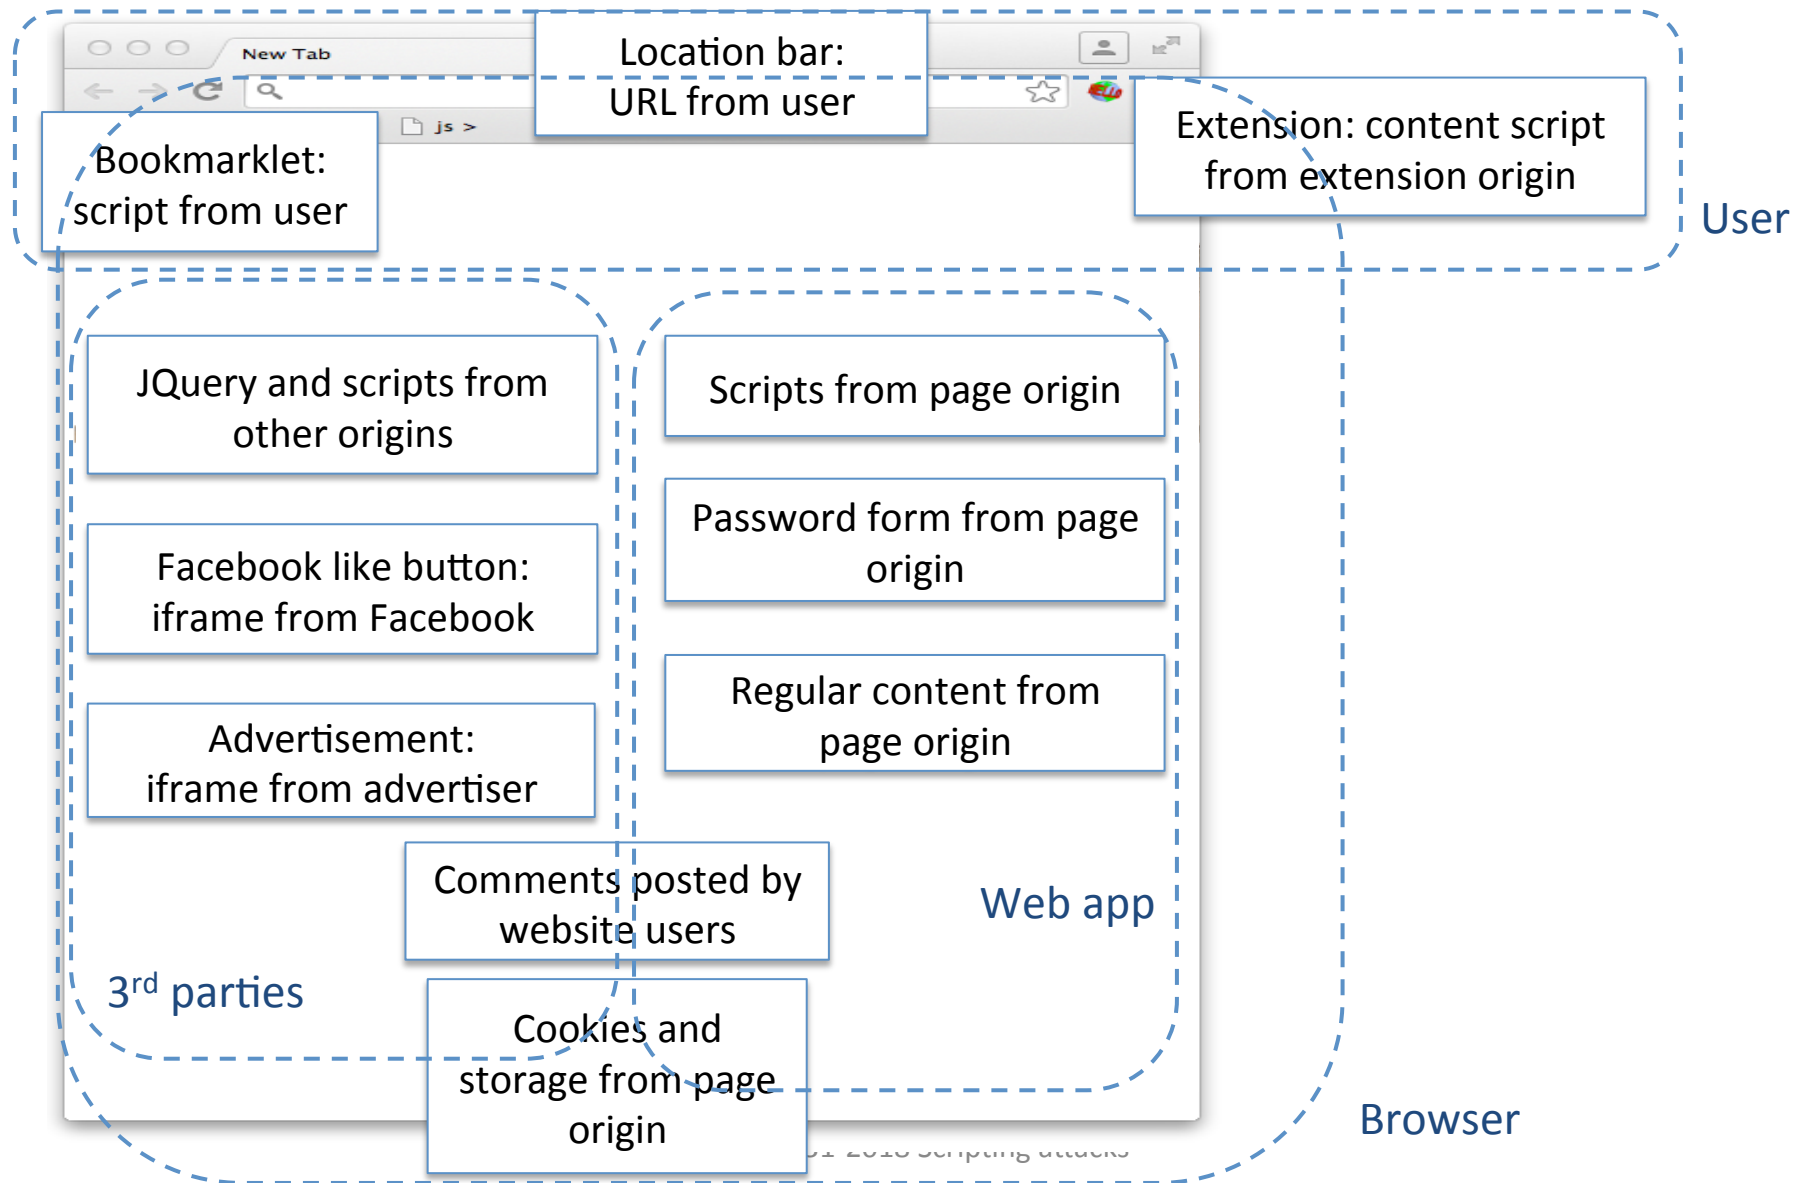 New Tab
Location bar:
URL from user
js >
Bookmarklet:
script from user
Extension: content script
from extension origin
User
JQuery and scripts from
other origins
Scripts from page origin
Facebook like button:
iframe from Facebook
Password form from page
origin
Advertisement:
iframe from advertiser
Regular content from
page origin
Comments posted by
website users
Web app
3rd parties
Cookies and
storage from page
origin
Browser
2018 Scripting attacks